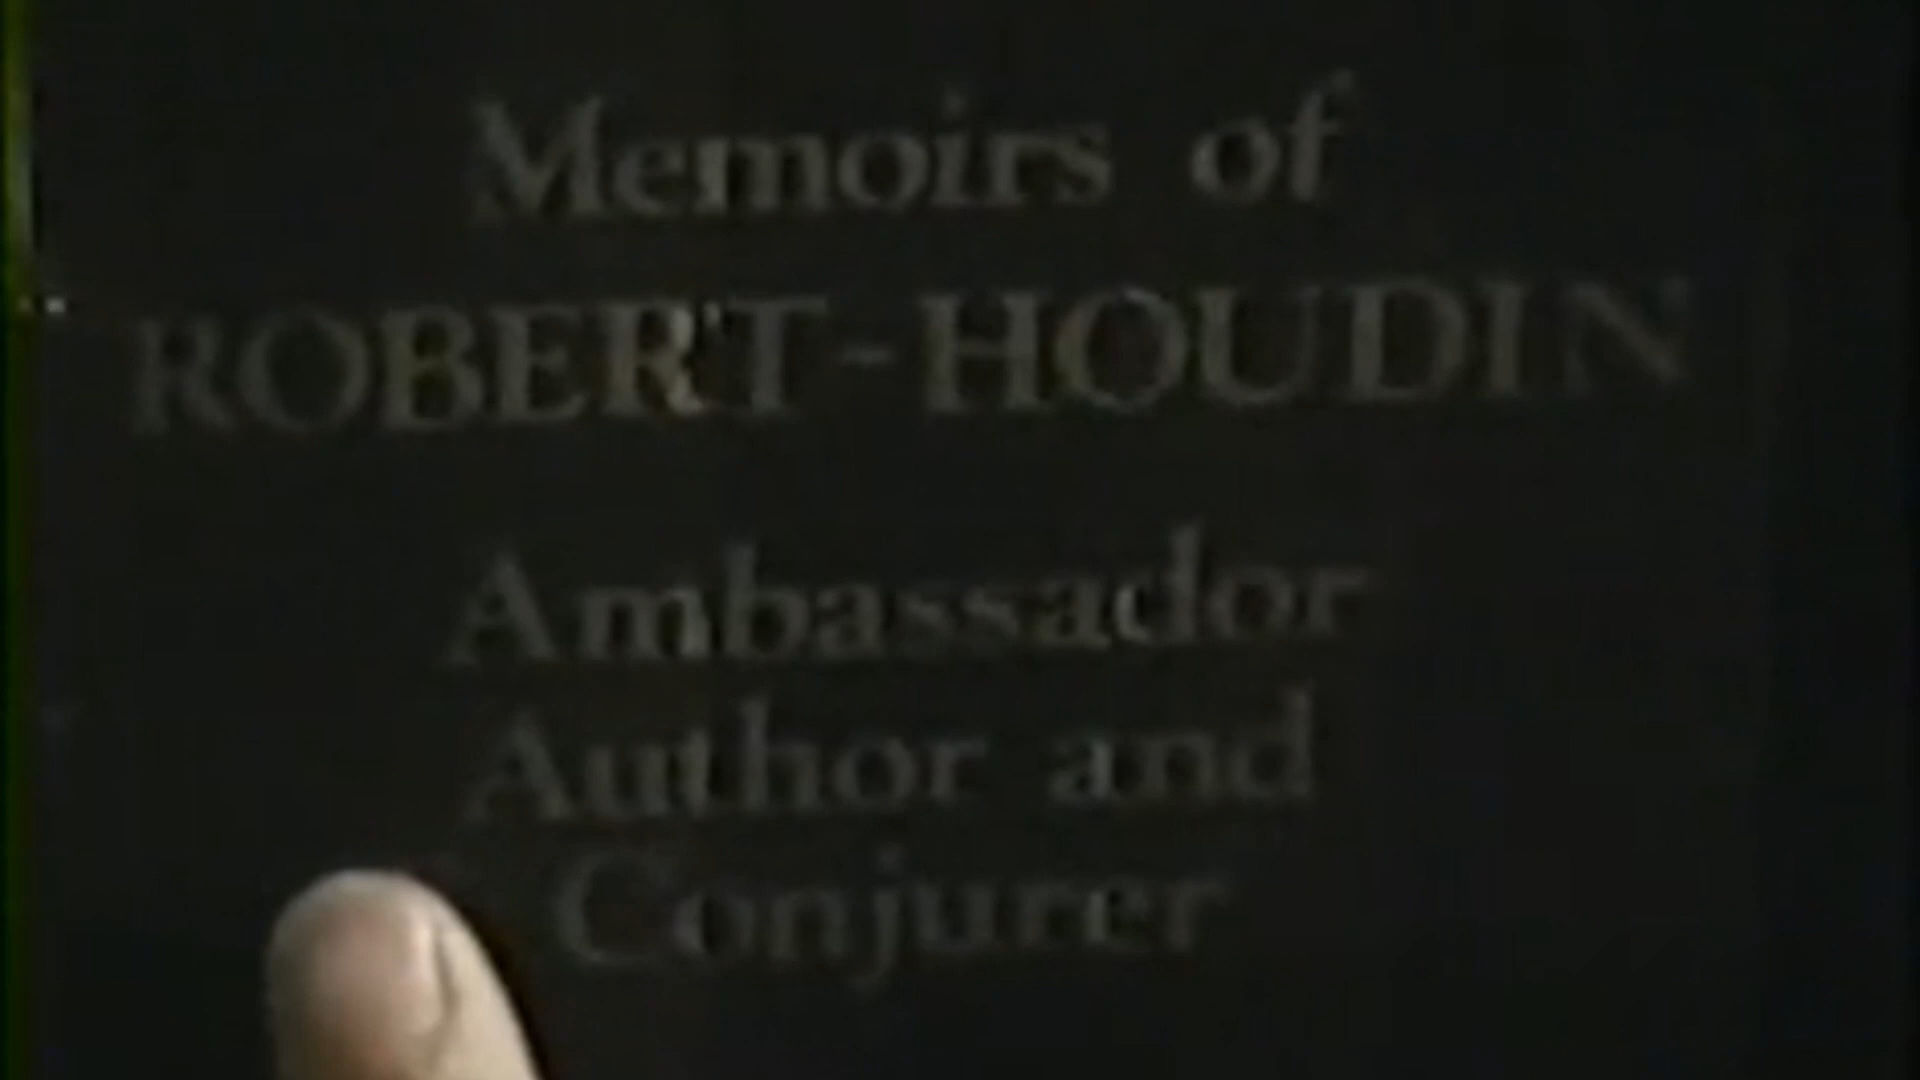 Memoirs of
ROBERT-HOUDIN
Ambassador
Author and
Conjurer